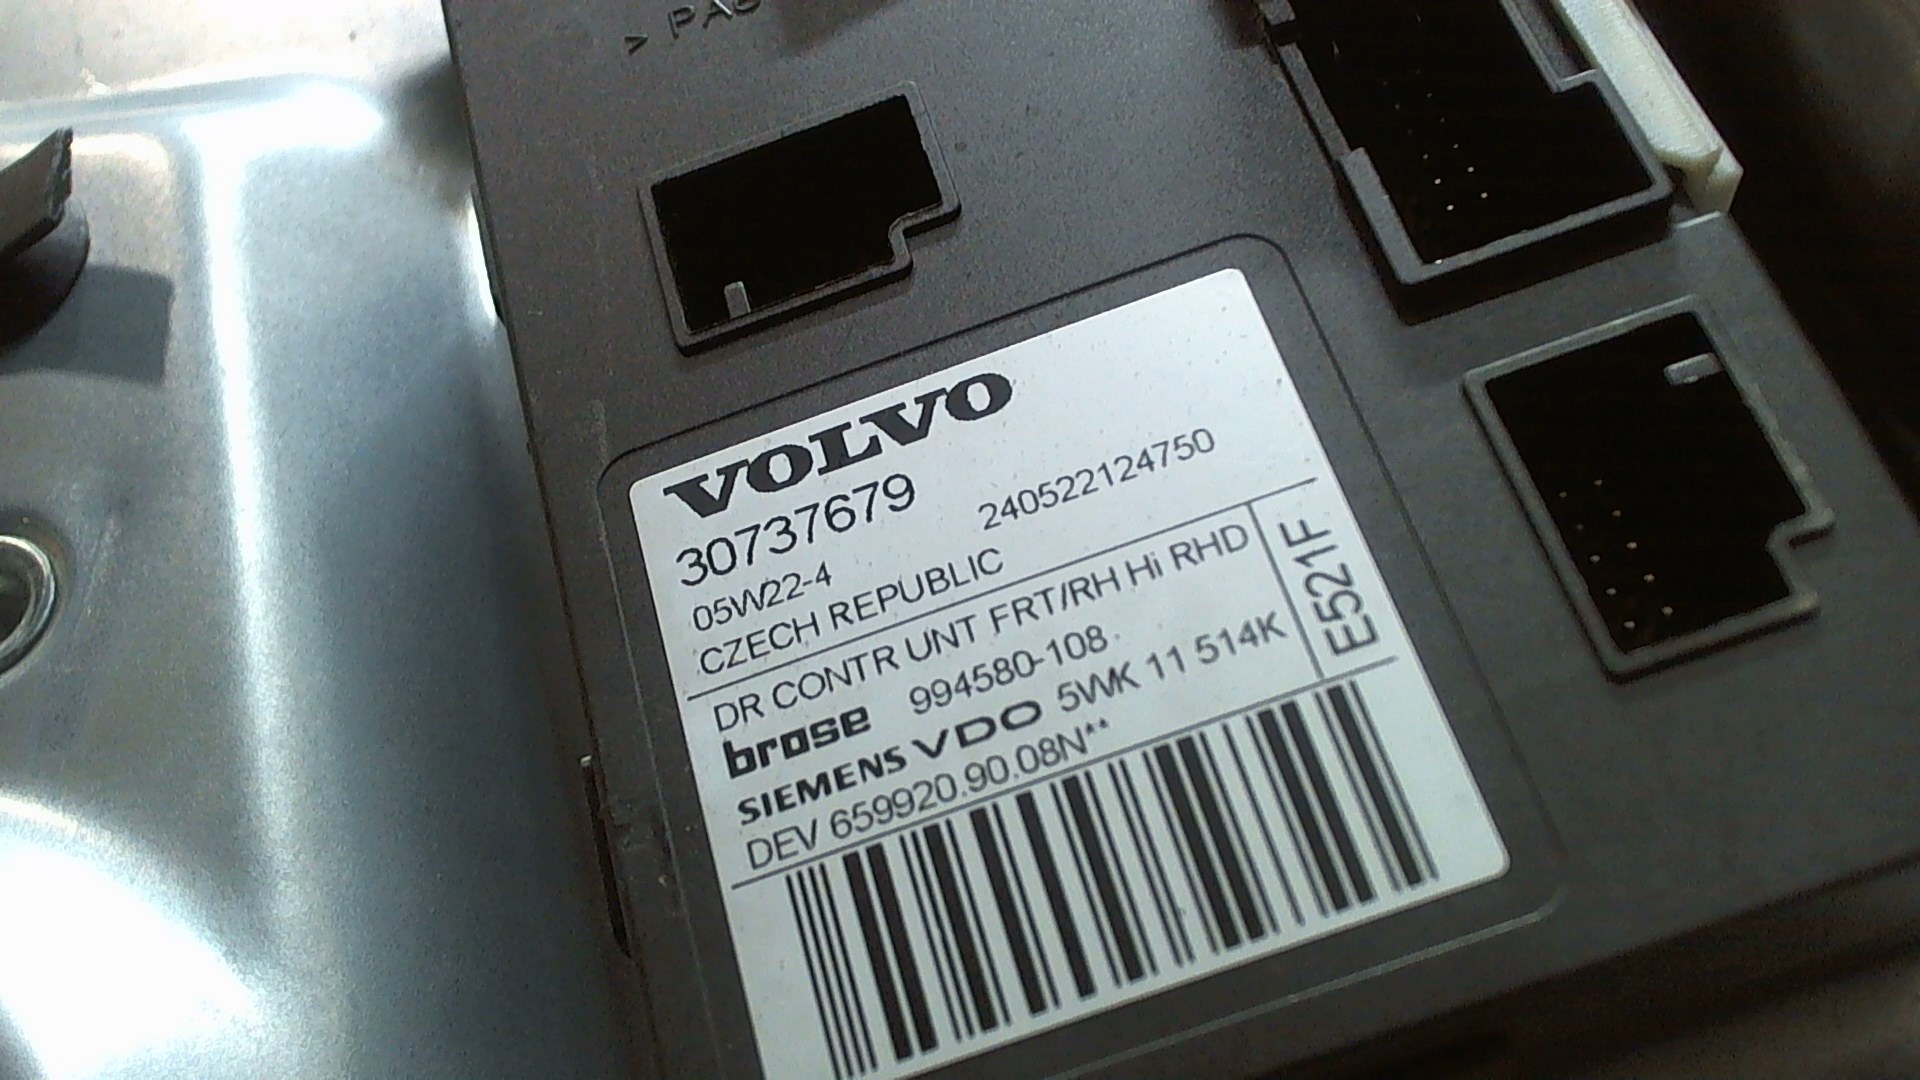 > PA6
VOLVO
30737679
05W22-4 240522124750
CZECH REPUBLIC
DR CONTR UNT FRT/RH Hi RHD
brose 994580-108
SIEMENS VDO 5WK 11 514K
DEV 659920.90.08N**
E521F